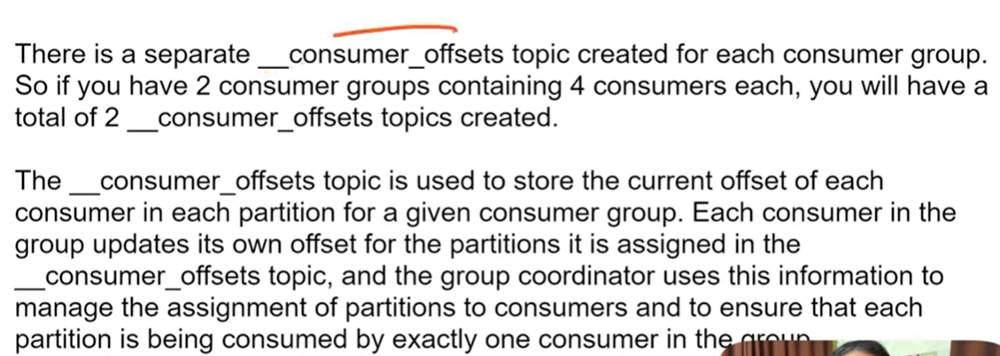 There is a separate __consumer_offsets topic created for each consumer group.
So if you have 2 consumer groups containing 4 consumers each, you will have a
total of 2 __consumer_offsets topics created.
The __consumer_offsets topic is used to store the current offset of each
consumer in each partition for a given consumer group. Each consumer in the
group updates its own offset for the partitions it is assigned in the
__consumer_offsets topic, and the group coordinator uses this information to
manage the assignment of partitions to consumers and to ensure that each
partition is being consumed by exactly one consumer in the group